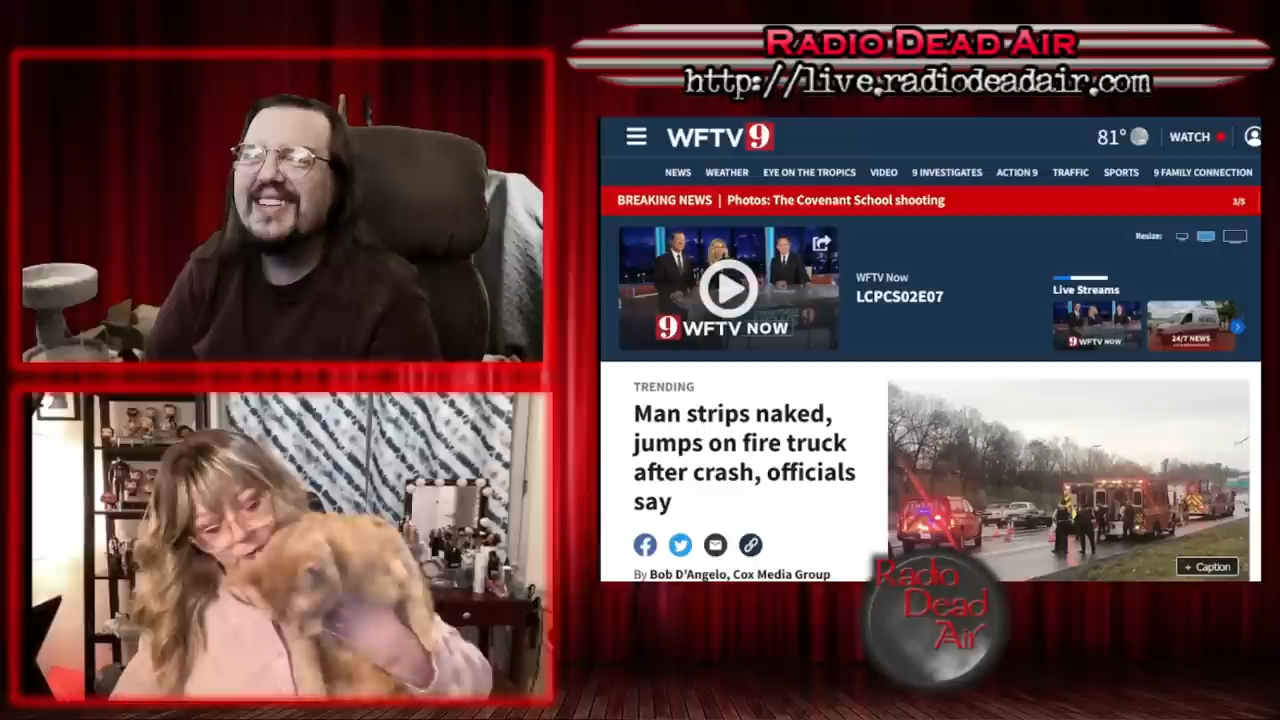 RADIO DEAD AIR
http://live.radiodeadair.com
WFTV 9
81°
WATCH
NEWS WEATHER EYE ON THE TROPICS VIDEO 9 INVESTIGATES ACTION 9 TRAFFIC SPORTS 9 FAMILY CONNECTION
BREAKING NEWS | Photos: The Covenant School shooting
3/5
Resize:
WFTV Now
LCPCS02E07
9 WFTV NOW
Live Streams
9 WFTV NOW
24/7 NEWS
TRENDING
Man strips naked,
jumps on fire truck
after crash, officials
say
By Bob D'Angelo, Cox Media Group
+ Caption
Radio
Dead
Air